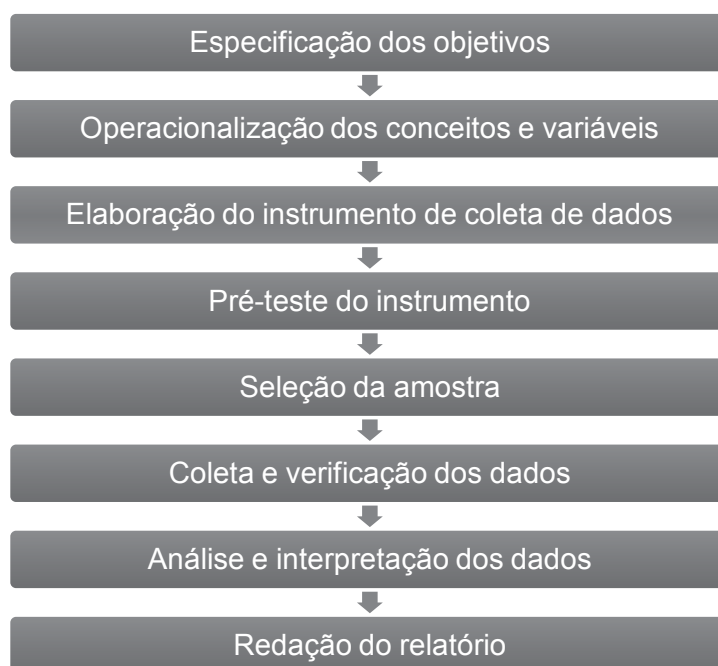 Especificação dos objetivos
Operacionalização dos conceitos e variáveis
Elaboração do instrumento de coleta de dados
Pré-teste do instrumento
Seleção da amostra
Coleta e verificação dos dados
Análise e interpretação dos dados
Redação do relatório